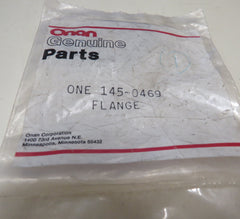 Onan
Genuine
Parts
ONE 145-0469
FLANGE
Onan Corporation
1400 73rd Avenue N.E.
Minneapolis, Minnesota 55432